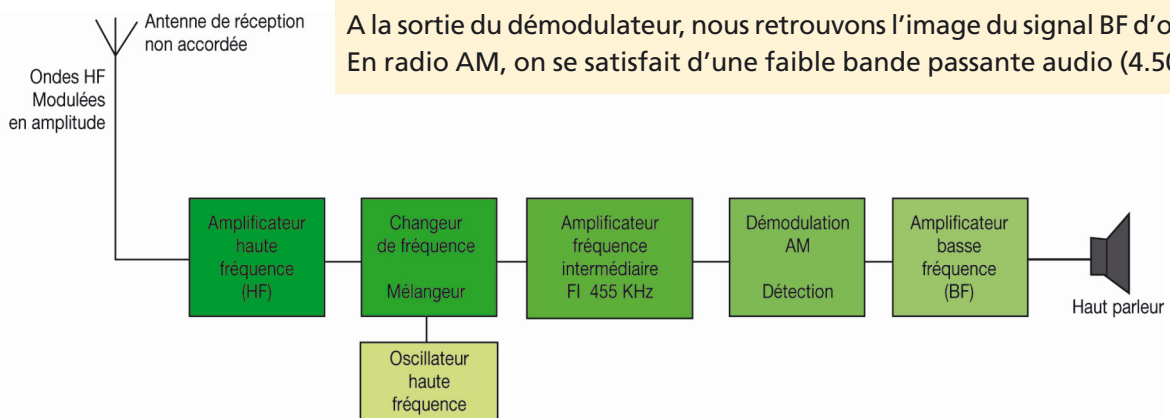 Antenne de réception
non accordée
A la sortie du démodulateur, nous retrouvons l'image du signal BF
En radio AM, on se satisfait d'une faible bande passante audio
Ondes HF
Modulées
en amplitude
Amplificateur
haute
fréquence
(HF)
Changeur
de fréquence
Mélangeur
Amplificateur
fréquence
intermédiaire
FI 455 KHz
Démodulation
AM
Détection
Amplificateur
basse
fréquence
(BF)
Haut parleur
Oscillateur
haute
fréquence